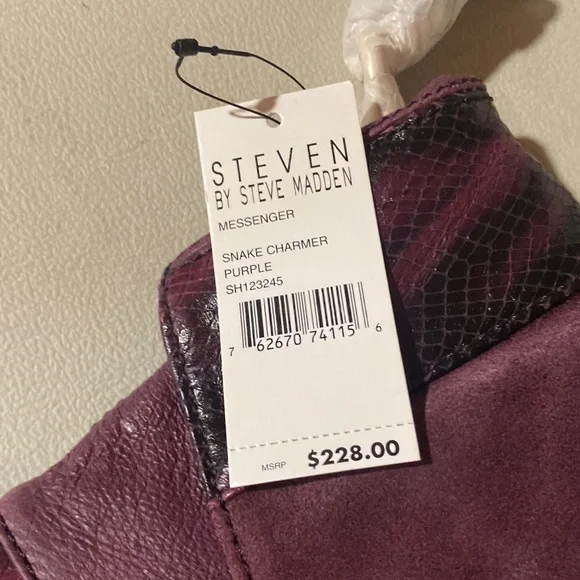 STEVEN
BY STEVE MADDEN
MESSENGER
SNAKE CHARMER
PURPLE
SH123245
7 62670 74115 6
MSRP $228.00